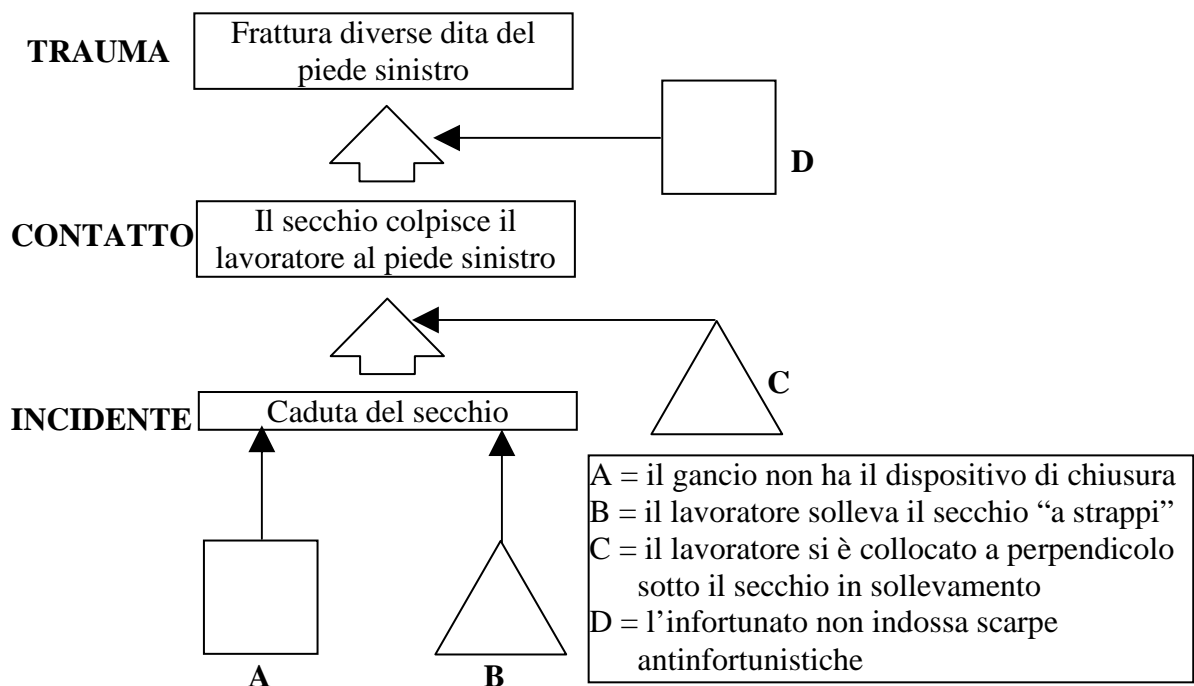 TRAUMA
Frattura diverse dita del
piede sinistro
D
CONTATTO
Il secchio colpisce il
lavoratore al piede sinistro
C
INCIDENTE
Caduta del secchio
A = il gancio non ha il dispositivo di chiusura
B = il lavoratore solleva il secchio “a strappi”
C = il lavoratore si è collocato a perpendicolo
sotto il secchio in sollevamento
D = l’infortunato non indossa scarpe
antinfortunistiche
A
B